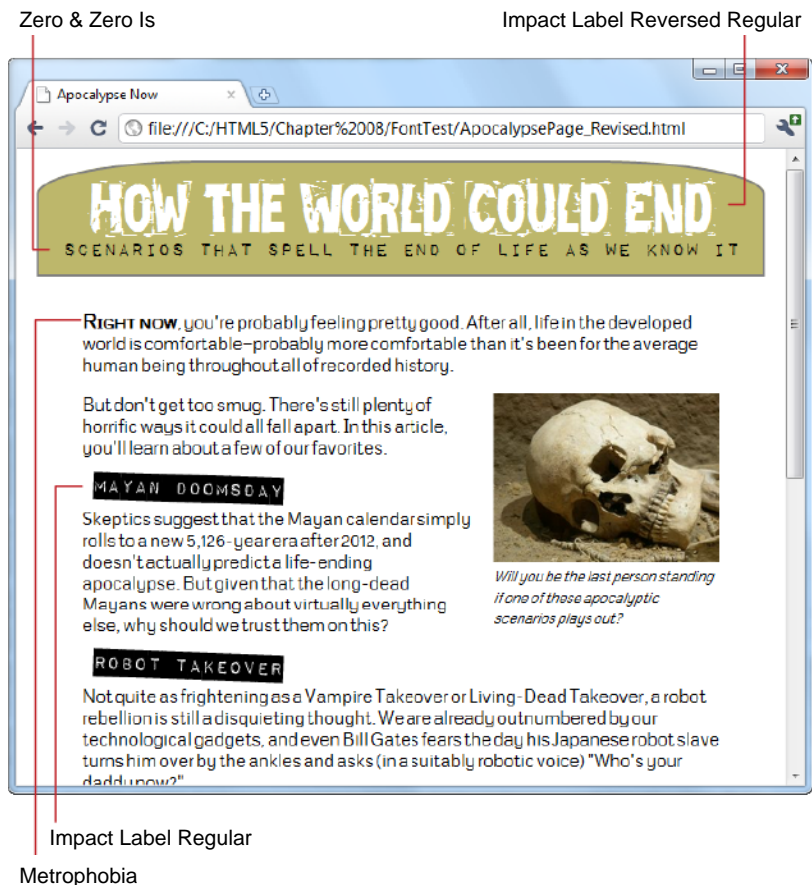 Zero & Zero Is
Impact Label Reversed Regular
Apocalypse Now
file:///C:/HTML5/Chapter%2008/FontTest/ApocalypsePage_Revised.html
HOW THE WORLD COULD END
SCENARIOS THAT SPELL THE END OF LIFE AS WE KNOW IT
RIGHT NOW, you're probably feeling pretty good. After all, life in the developed
world is comfortable—probably more comfortable than it's been for the average
human being throughout all of recorded history.
But don't get too smug. There's still plenty of
horrific ways it could all fall apart. In this article,
you'll learn about a few of our favorites.
MAYAN DOOMSDAY
Skeptics suggest that the Mayan calendar simply
rolls to a new 5,126-year era after 2012, and
doesn't actually predict a life-ending
apocalypse. But given that the long-dead
Mayans were wrong about virtually everything
else, why should we trust them on this?
Will you be the last person standing
if one of these apocalyptic
scenarios plays out?
ROBOT TAKEOVER
Not quite as frightening as a Vampire Takeover or Living-Dead Takeover, a robot
rebellion is still a disquieting thought. We are already outnumbered by our
technological gadgets, and even Bill Gates fears the day his Japanese robot slave
turns him over by the ankles and asks (in a suitably robotic voice) "Who's your
daddy now?"
Impact Label Regular
Metrophobia